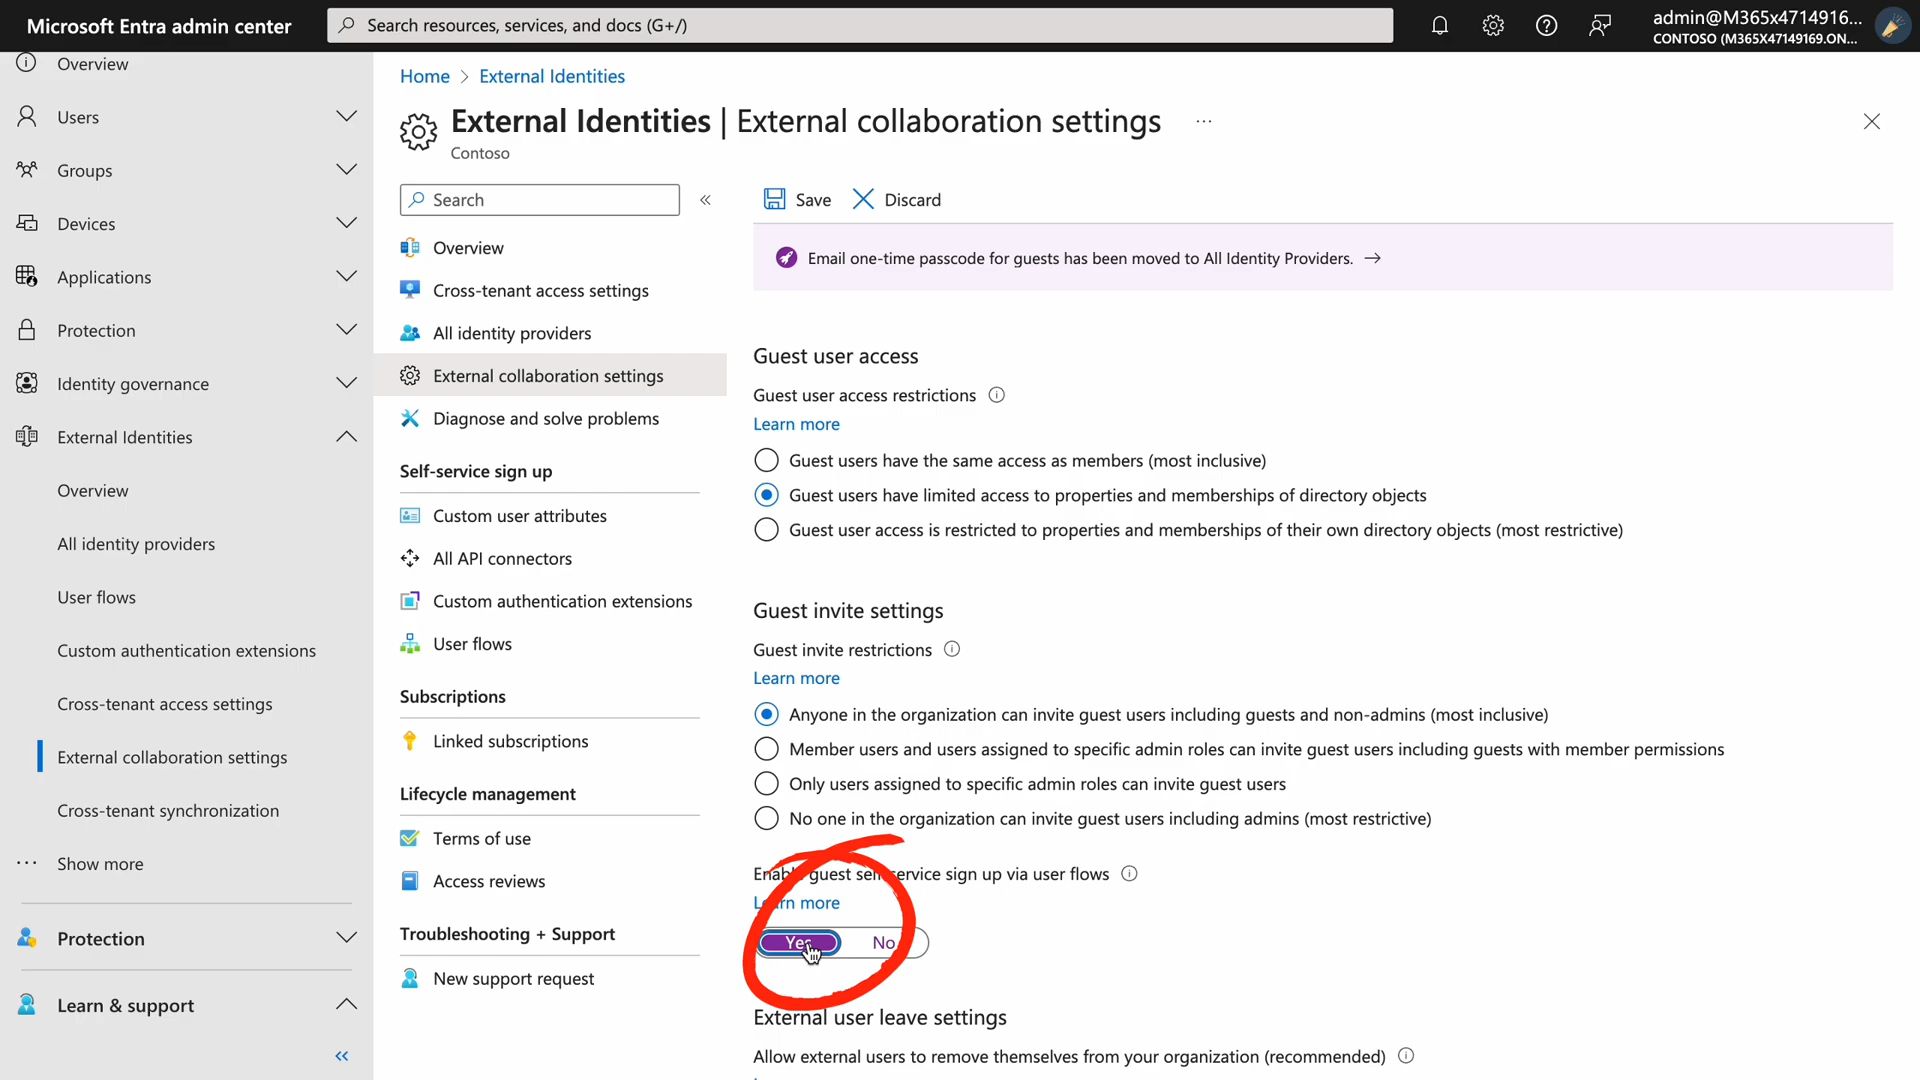 Microsoft Entra admin center
Search resources, services, and docs (G+/)
admin@M365x4714916...
CONTOSO (M365X47149169.ON...
Overview
Users
Groups
Devices
Applications
Protection
Identity governance
External Identities
Overview
All identity providers
User flows
Custom authentication extensions
Cross-tenant access settings
External collaboration settings
Cross-tenant synchronization
Show more
Protection
Learn & support
Home > External Identities
External Identities | External collaboration settings ...
Contoso
Search
Overview
Cross-tenant access settings
All identity providers
External collaboration settings
Diagnose and solve problems
Self-service sign up
Custom user attributes
All API connectors
Custom authentication extensions
User flows
Subscriptions
Linked subscriptions
Lifecycle management
Terms of use
Access reviews
Troubleshooting + Support
New support request
Save Discard
Email one-time passcode for guests has been moved to All Identity Providers. →
Guest user access
Guest user access restrictions
Learn more
Guest users have the same access as members (most inclusive)
Guest users have limited access to properties and memberships of directory objects
Guest user access is restricted to properties and memberships of their own directory objects (most restrictive)
Guest invite settings
Guest invite restrictions
Learn more
Anyone in the organization can invite guest users including guests and non-admins (most inclusive)
Member users and users assigned to specific admin roles can invite guest users including guests with member permissions
Only users assigned to specific admin roles can invite guest users
No one in the organization can invite guest users including admins (most restrictive)
Enable guest self-service sign up via user flows
Learn more
Yes No
External user leave settings
Allow external users to remove themselves from your organization (recommended)